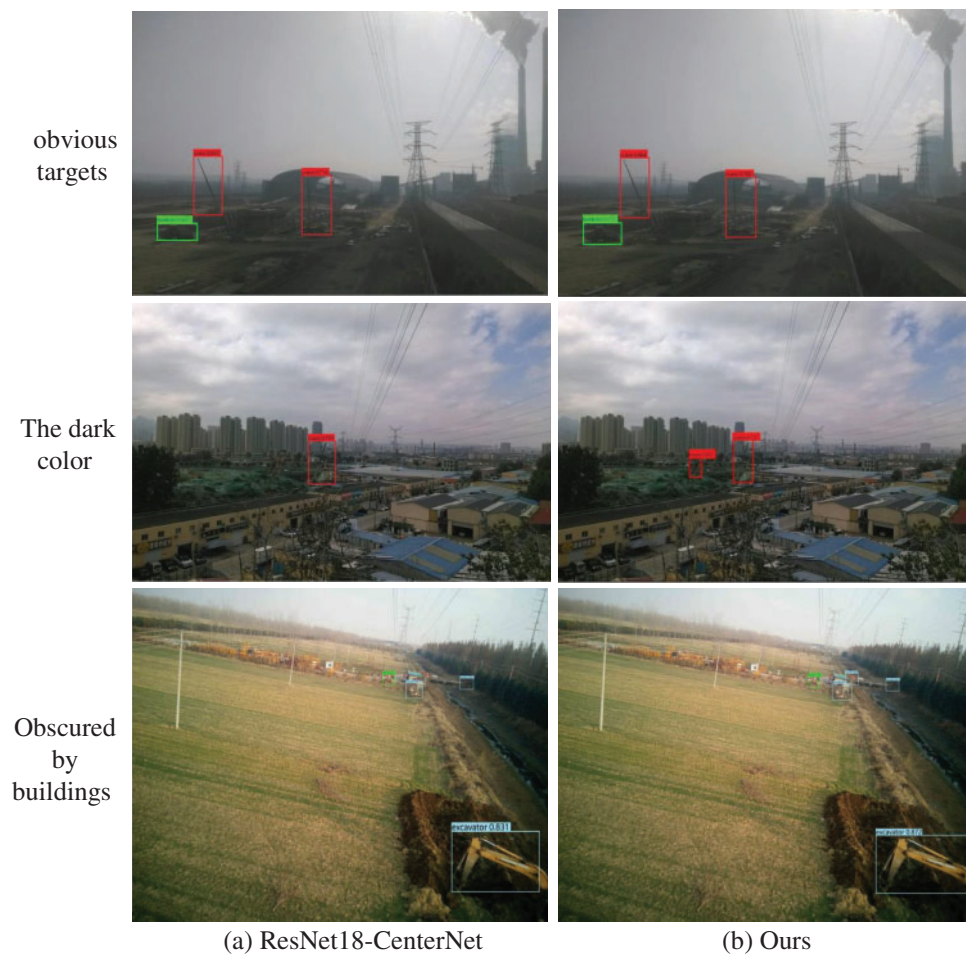 obvious
targets
The dark
color
Obscured
by
buildings
excavator 0.831
excavator 0.872
(a) ResNet18-CenterNet
(b) Ours